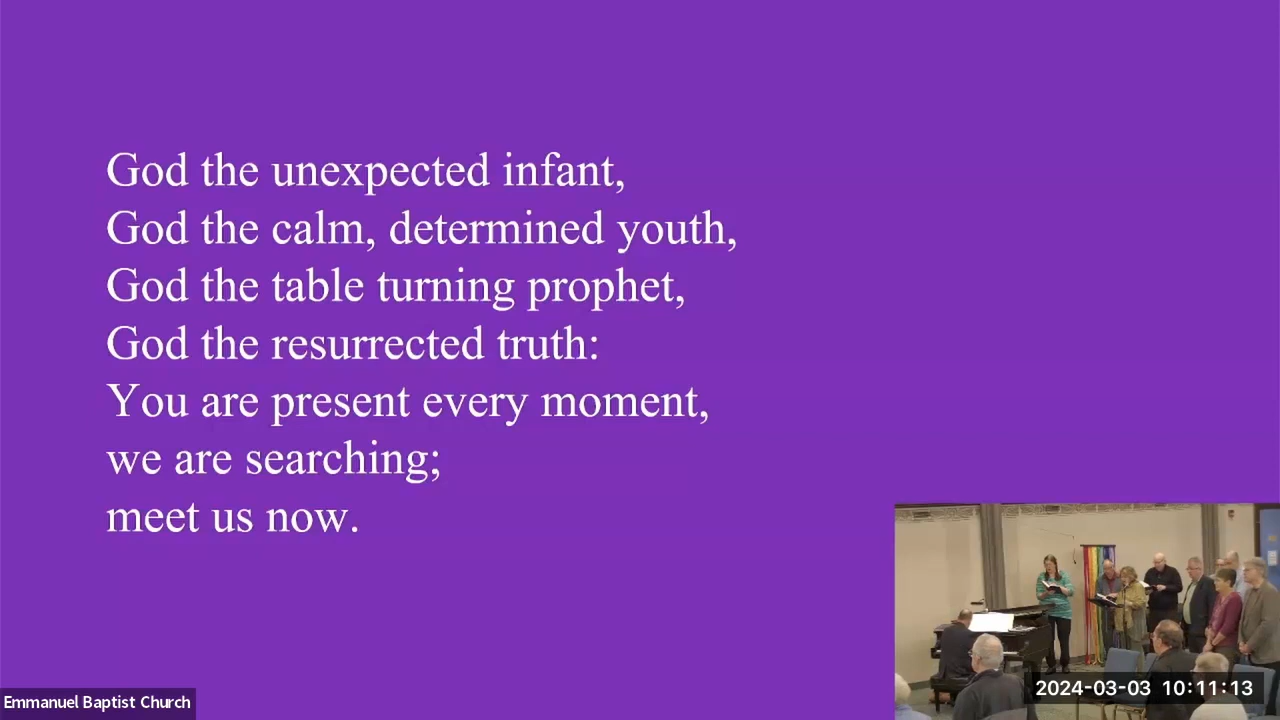 God the unexpected infant,
God the calm, determined youth,
God the table turning prophet,
God the resurrected truth:
You are present every moment,
we are searching;
meet us now.
Emmanuel Baptist Church
2024-03-03 10:11:13